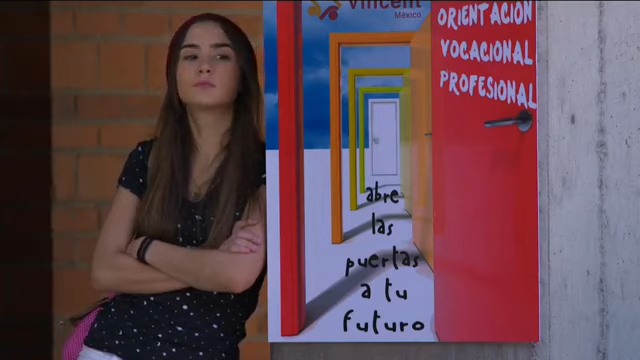 Vincent
México
ORIENTACIÓN
VOCACIONAL
PROFESIONAL
abre
las
puertas
a tu
futuro